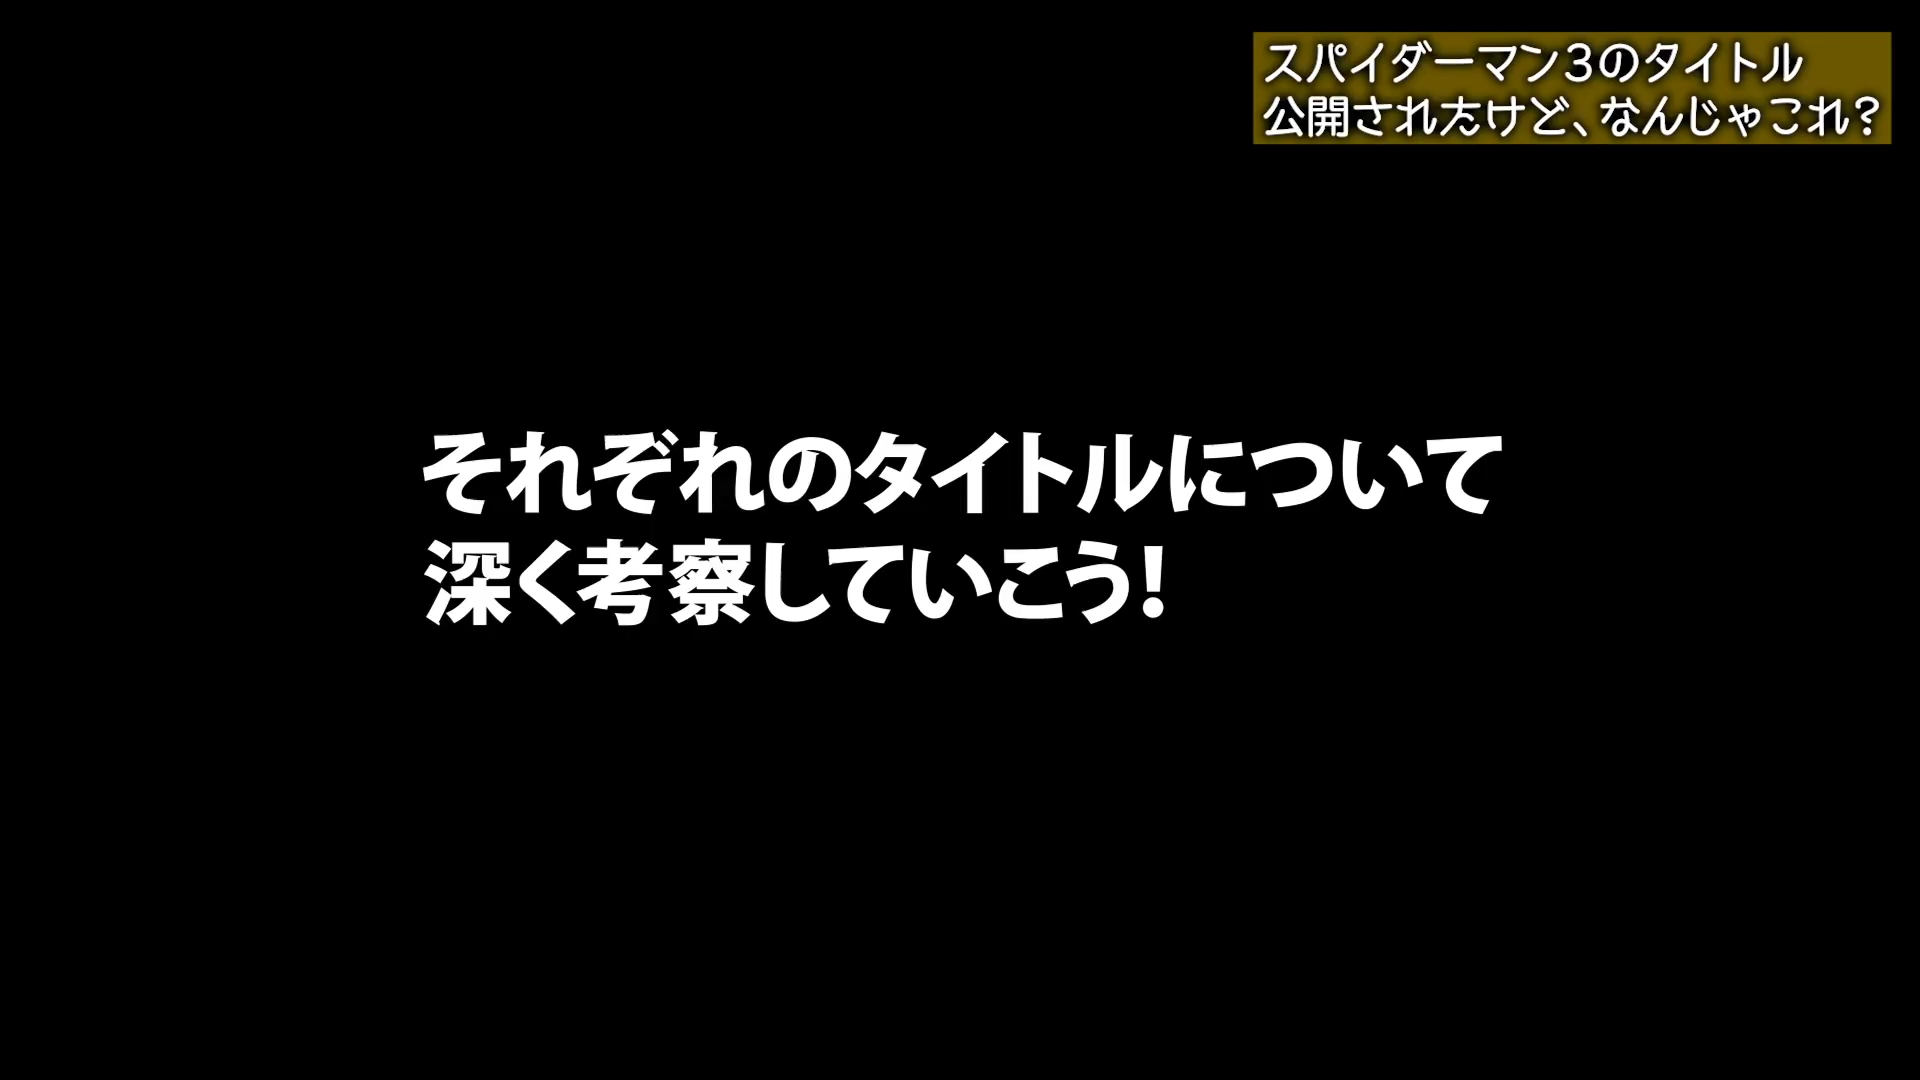 スパイダーマン3のタイトル
公開されたけど、なんじゃこれ？
それぞれのタイトルについて
深く考察していこう！